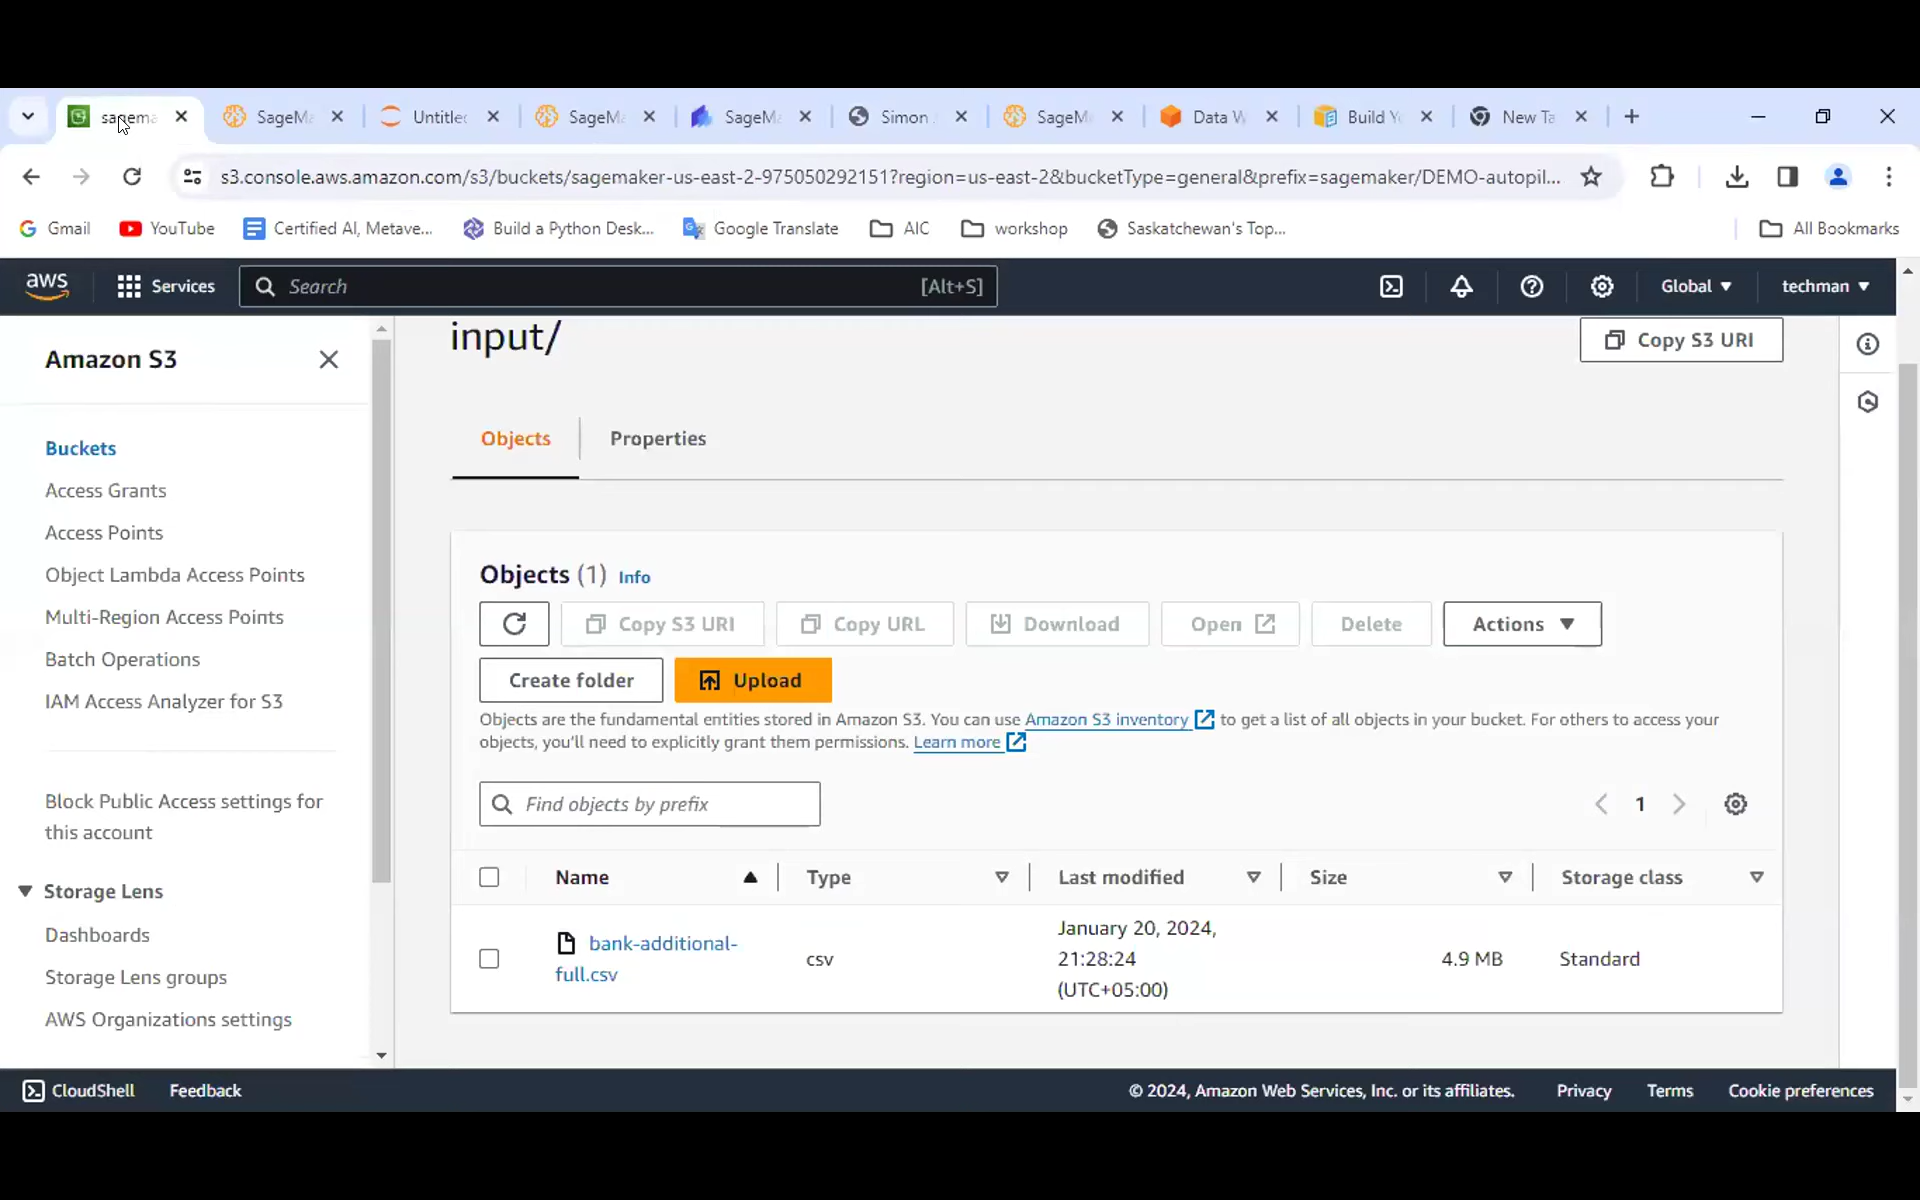 sagema
SageMa
Untitled
SageMa
SageMa
Simon
SageMa
Data W
Build Yo
New Ta
s3.console.aws.amazon.com/s3/buckets/sagemaker-us-east-2-975050292151?region=us-east-2&bucketType=general&prefix=sagemaker/DEMO-autopil...
Gmail
YouTube
Certified AI, Metave...
Build a Python Desk...
Google Translate
AIC
workshop
Saskatchewan's Top...
All Bookmarks
aws
Services
Search
[Alt+S]
Global
techman
Amazon S3
Buckets
Access Grants
Access Points
Object Lambda Access Points
Multi-Region Access Points
Batch Operations
IAM Access Analyzer for S3
Block Public Access settings for
this account
Storage Lens
Dashboards
Storage Lens groups
AWS Organizations settings
input/
Copy S3 URI
Objects
Properties
Objects (1) Info
Copy S3 URI
Copy URL
Download
Open
Delete
Actions
Create folder
Upload
Objects are the fundamental entities stored in Amazon S3. You can use Amazon S3 inventory to get a list of all objects in your bucket. For others to access your
objects, you'll need to explicitly grant them permissions. Learn more
Find objects by prefix
1
Name
Type
Last modified
Size
Storage class
bank-additional-
full.csv
csv
January 20, 2024,
21:28:24
(UTC+05:00)
4.9 MB
Standard
CloudShell
Feedback
© 2024, Amazon Web Services, Inc. or its affiliates.
Privacy
Terms
Cookie preferences